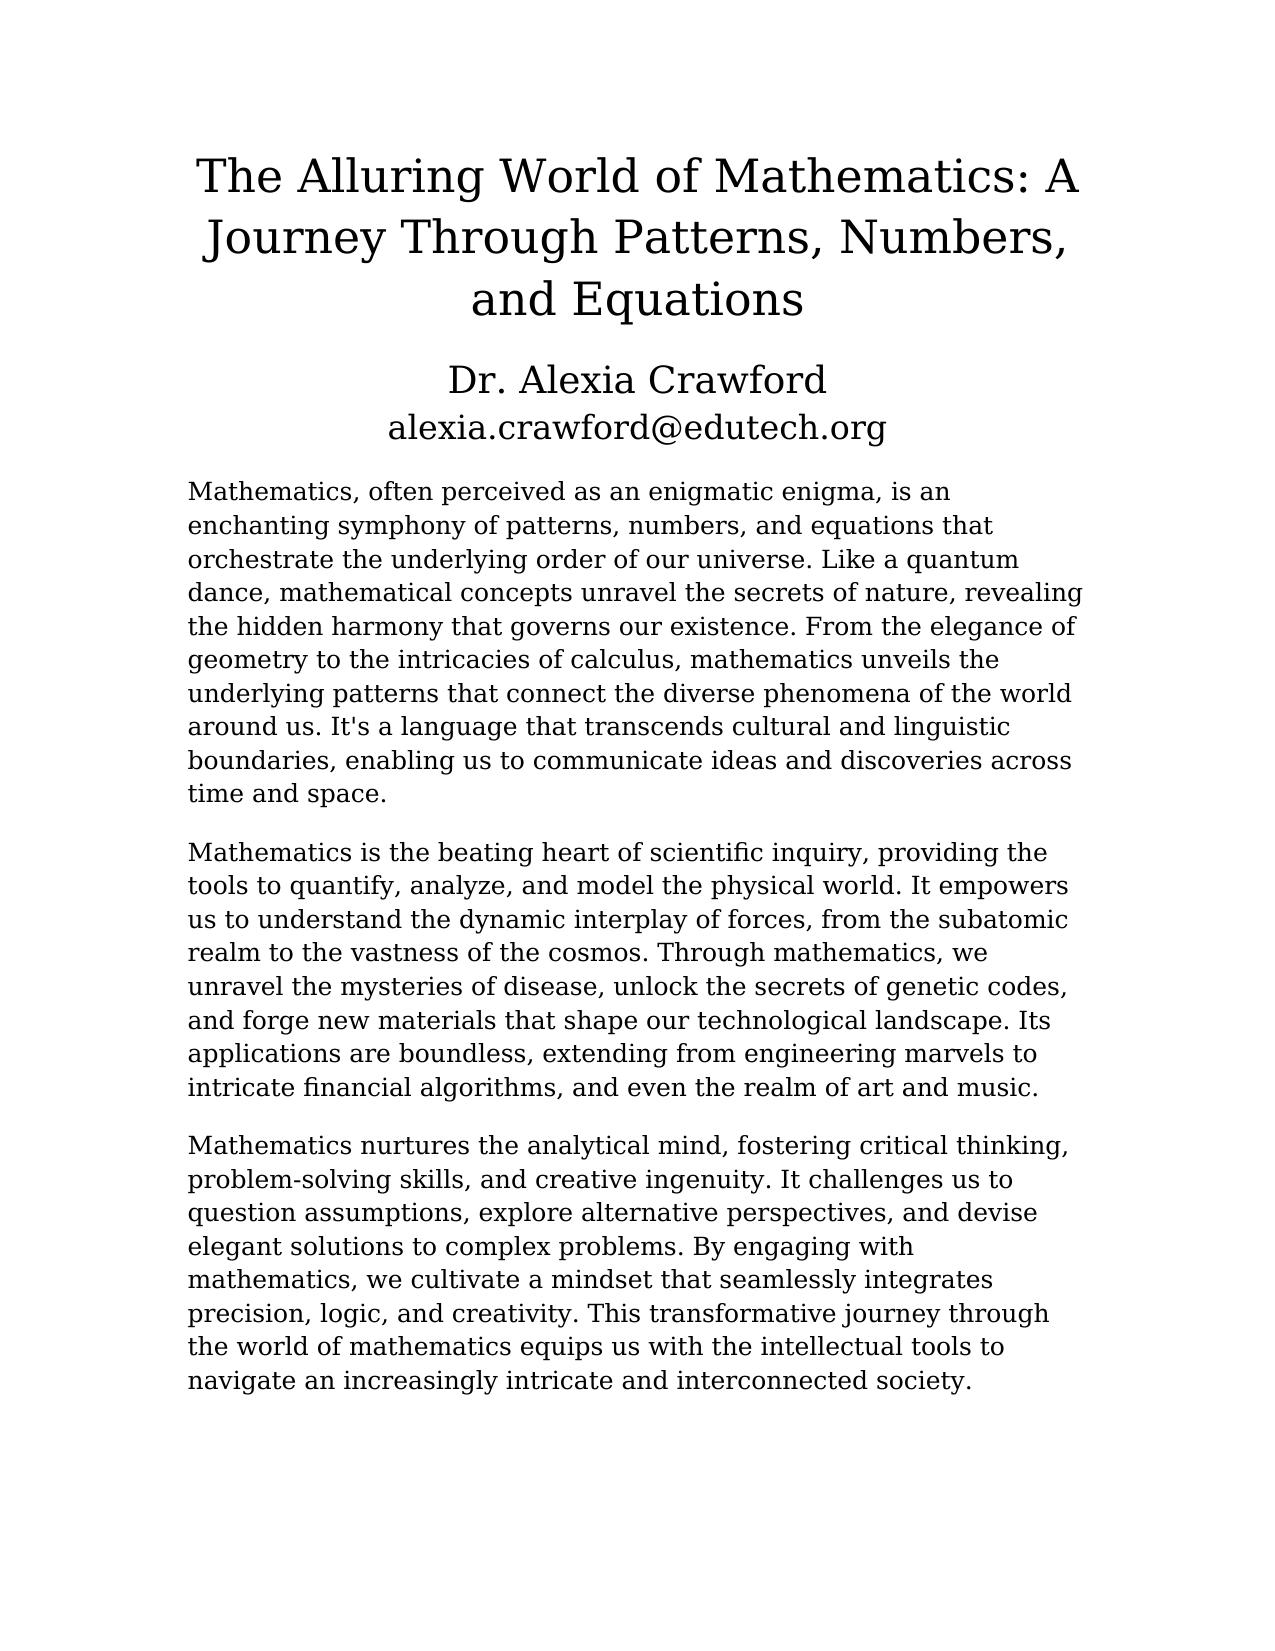 The Alluring World of Mathematics: A
Journey Through Patterns, Numbers,
and Equations
Dr. Alexia Crawford
alexia.crawford@edutech.org
Mathematics, often perceived as an enigmatic enigma, is an
enchanting symphony of patterns, numbers, and equations that
orchestrate the underlying order of our universe. Like a quantum
dance, mathematical concepts unravel the secrets of nature, revealing
the hidden harmony that governs our existence. From the elegance of
geometry to the intricacies of calculus, mathematics unveils the
underlying patterns that connect the diverse phenomena of the world
around us. It's a language that transcends cultural and linguistic
boundaries, enabling us to communicate ideas and discoveries across
time and space.
Mathematics is the beating heart of scientific inquiry, providing the
tools to quantify, analyze, and model the physical world. It empowers
us to understand the dynamic interplay of forces, from the subatomic
realm to the vastness of the cosmos. Through mathematics, we
unravel the mysteries of disease, unlock the secrets of genetic codes,
and forge new materials that shape our technological landscape. Its
applications are boundless, extending from engineering marvels to
intricate financial algorithms, and even the realm of art and music.
Mathematics nurtures the analytical mind, fostering critical thinking,
problem-solving skills, and creative ingenuity. It challenges us to
question assumptions, explore alternative perspectives, and devise
elegant solutions to complex problems. By engaging with
mathematics, we cultivate a mindset that seamlessly integrates
precision, logic, and creativity. This transformative journey through
the world of mathematics equips us with the intellectual tools to
navigate an increasingly intricate and interconnected society.